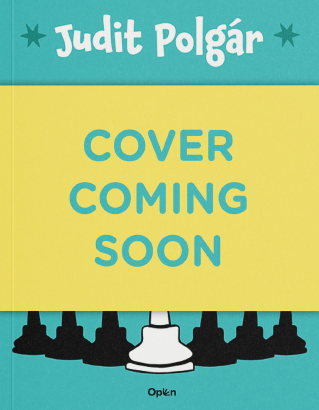 Judit Polgár
COVER
COMING
SOON
Open